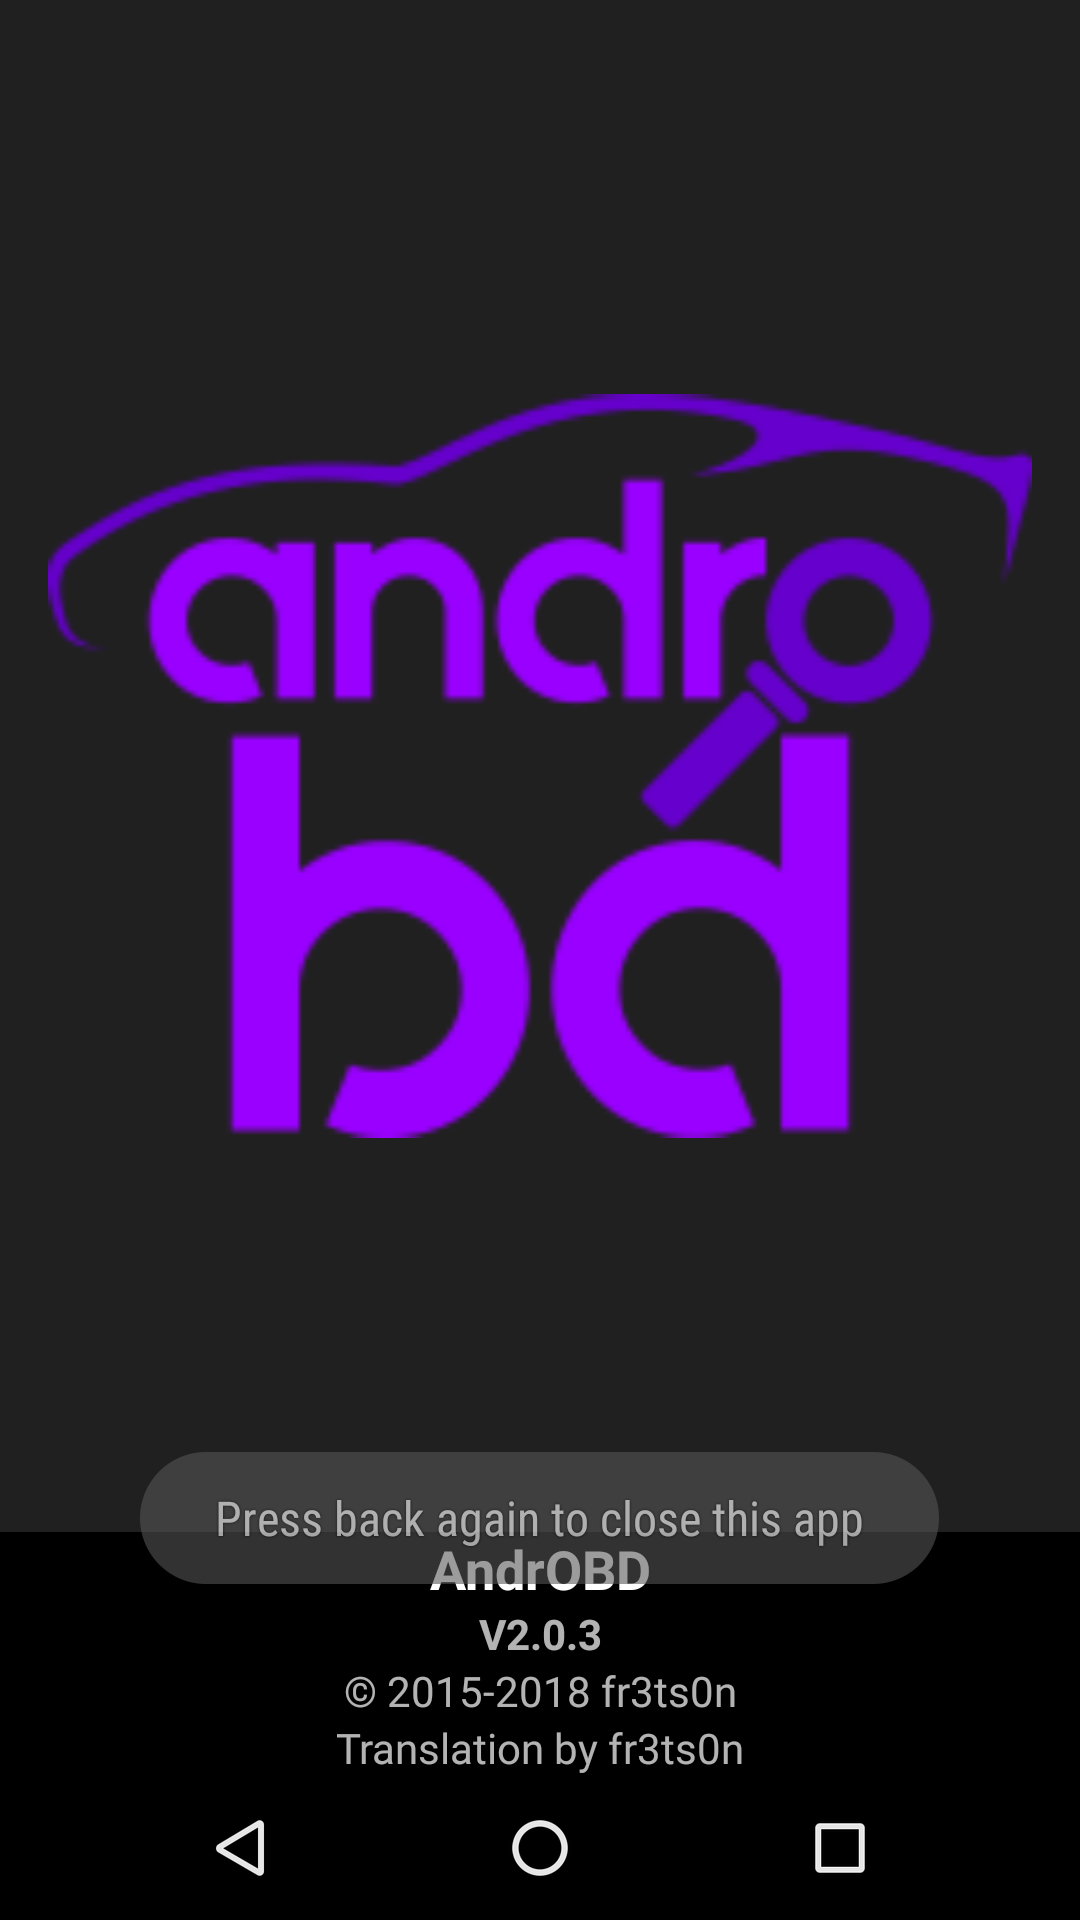 andro
bd
Press back again to close this app
AndrOBD
V2.0.3
© 2015-2018 fr3ts0n
Translation by fr3ts0n